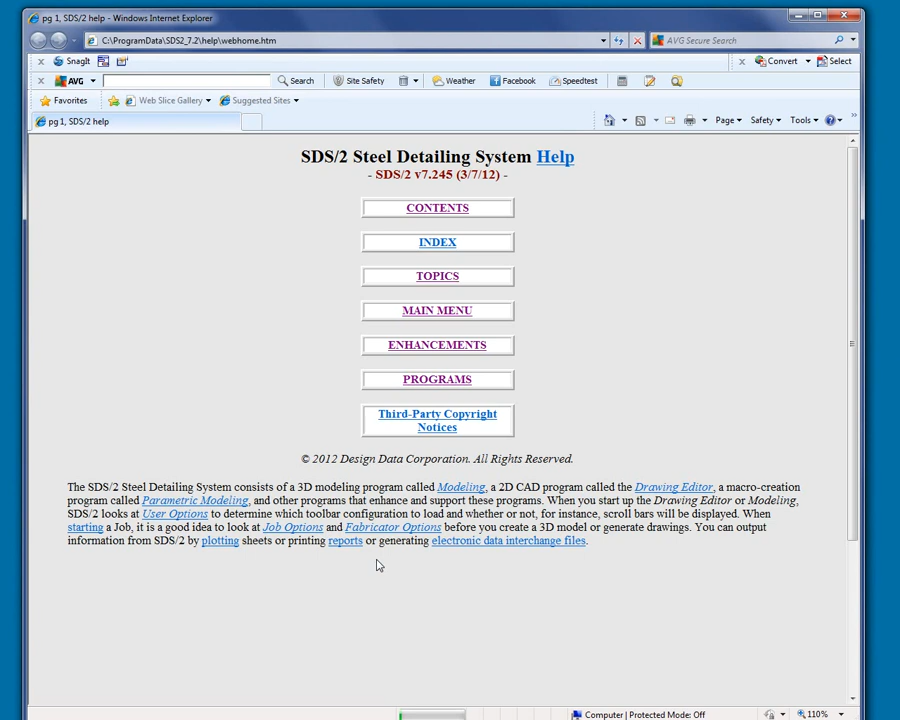 pg 1, SDS/2 help - Windows Internet Explorer
C:\ProgramData\SDS2_7.2\help\webhome.htm
AVG Secure Search
x SnagIt
x Convert Select
x AVG Search Site Safety Weather Facebook Speedtest
Favorites Web Slice Gallery Suggested Sites
pg 1, SDS/2 help
Page Safety Tools
SDS/2 Steel Detailing System Help
- SDS/2 v7.245 (3/7/12) -
CONTENTS
INDEX
TOPICS
MAIN MENU
ENHANCEMENTS
PROGRAMS
Third-Party Copyright
Notices
© 2012 Design Data Corporation. All Rights Reserved.
The SDS/2 Steel Detailing System consists of a 3D modeling program called Modeling, a 2D CAD program called the Drawing Editor, a macro-creation
program called Parametric Modeling, and other programs that enhance and support these programs. When you start up the Drawing Editor or Modeling,
SDS/2 looks at User Options to determine which toolbar configuration to load and whether or not, for instance, scroll bars will be displayed. When
starting a Job, it is a good idea to look at Job Options and Fabricator Options before you create a 3D model or generate drawings. You can output
information from SDS/2 by plotting sheets or printing reports or generating electronic data interchange files.
Computer | Protected Mode: Off
110%